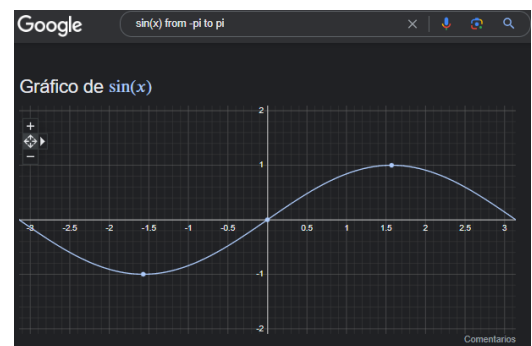 Google
sin(x) from -pi to pi
Gráfico de sin(x)
2
1
-3 -2.5 -2 -1.5 -1 -0.5 0 0.5 1 1.5 2 2.5 3
-1
-2
Comentarios